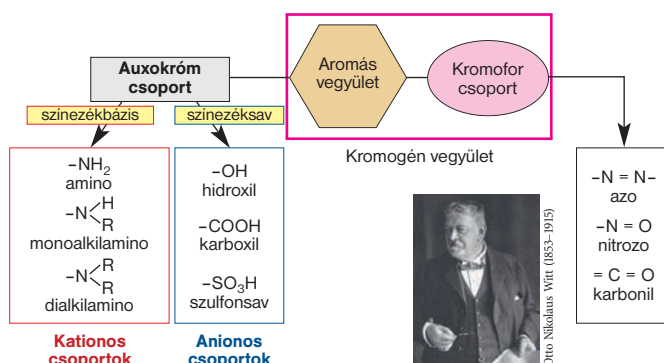 Auxokróm
csoport
Aromás
vegyület
Kromofor
csoport
színezékbázis
színezéksav
Kromogén vegyület
–NH₂
amino
–N
H
R
monoalkilamino
–N
R
R
dialkilamino
–OH
hidroxil
–COOH
karboxil
–SO₃H
szulfonsav
–N = N–
azo
–N = O
nitrozo
= C = O
karbonil
Kationos
csoportok
Anionos
csoportok
Otto Nikolaus Witt (1853–1915)